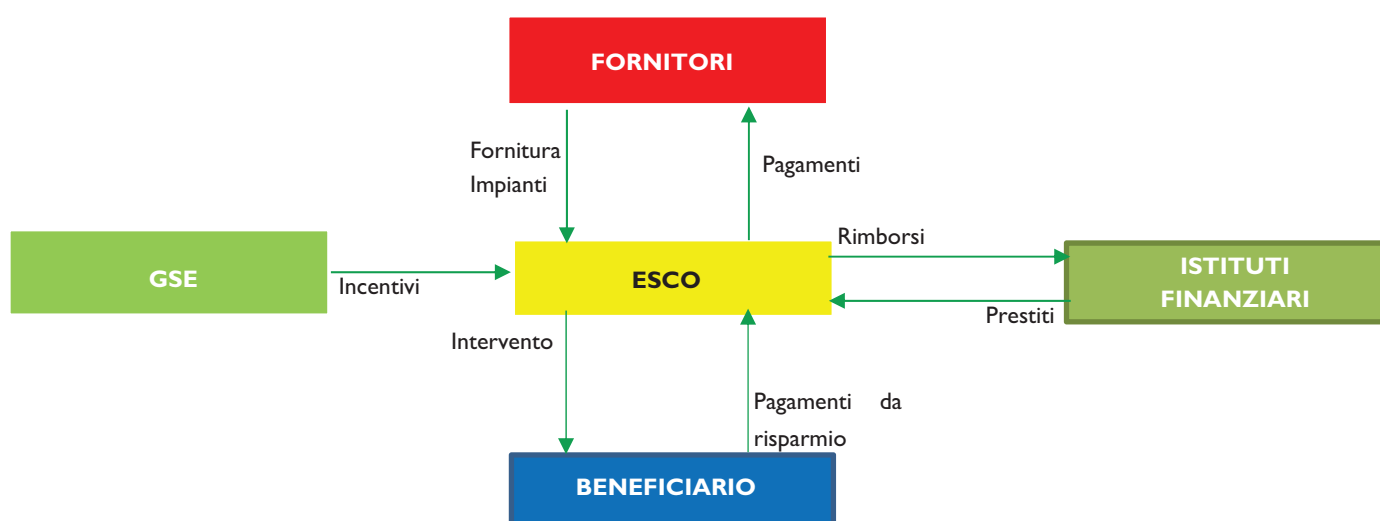 FORNITORI
Fornitura
Impianti
Pagamenti
Rimborsi
GSE
Incentivi
ESCO
ISTITUTI
FINANZIARI
Prestiti
Intervento
Pagamenti da
risparmio
BENEFICIARIO